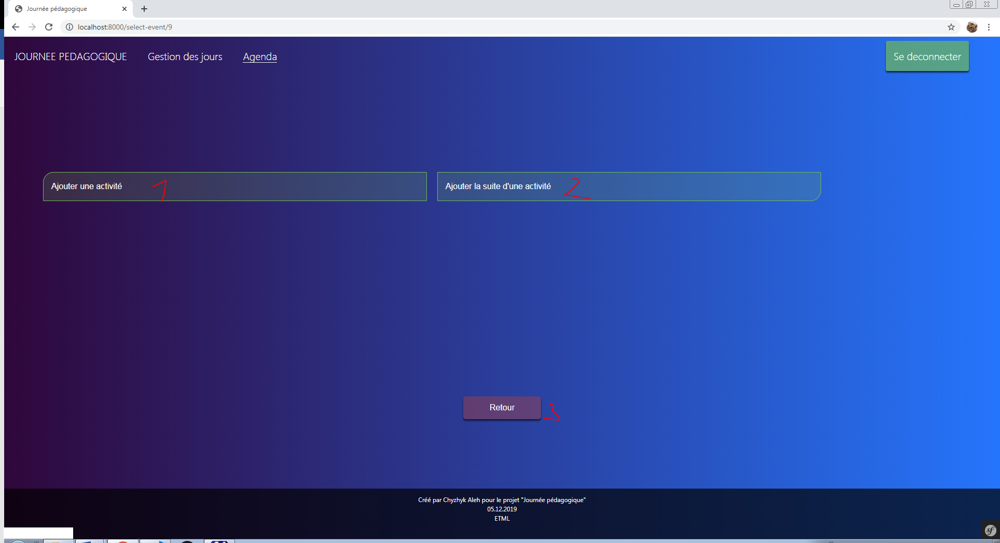 Journée pédagogique
localhost:8000/select-event/9
JOURNEE PEDAGOGIQUE Gestion des jours Agenda Se deconnecter
Ajouter une activité 1 Ajouter la suite d'une activité 2
Retour 3
Créé par Chyzhyk Aleh pour le projet "Journée pédagogique"
05.12.2019
ETML
sf